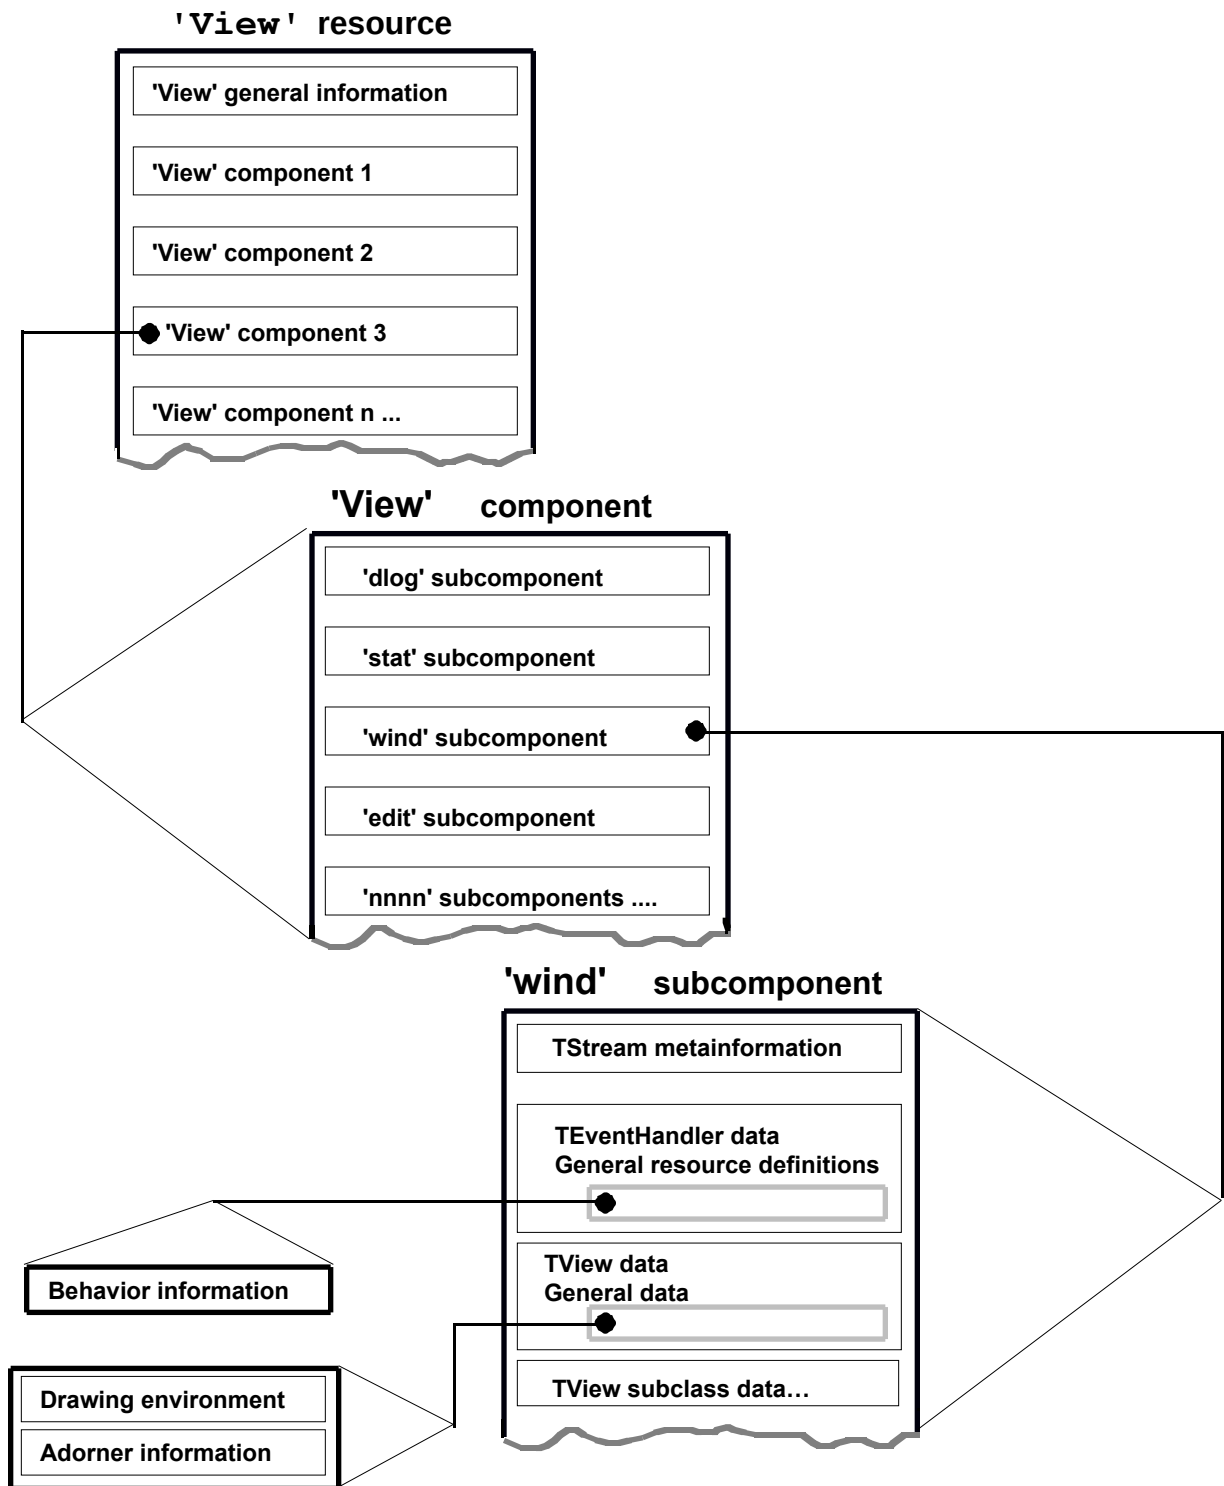 'View' resource
'View' general information
'View' component 1
'View' component 2
'View' component 3
'View' component n ...
'View' component
'dlog' subcomponent
'stat' subcomponent
'wind' subcomponent
'edit' subcomponent
'nnnn' subcomponents ....
'wind' subcomponent
TStream metainformation
TEventHandler data
General resource definitions
Behavior information
TView data
General data
Drawing environment
Adorner information
TView subclass data…